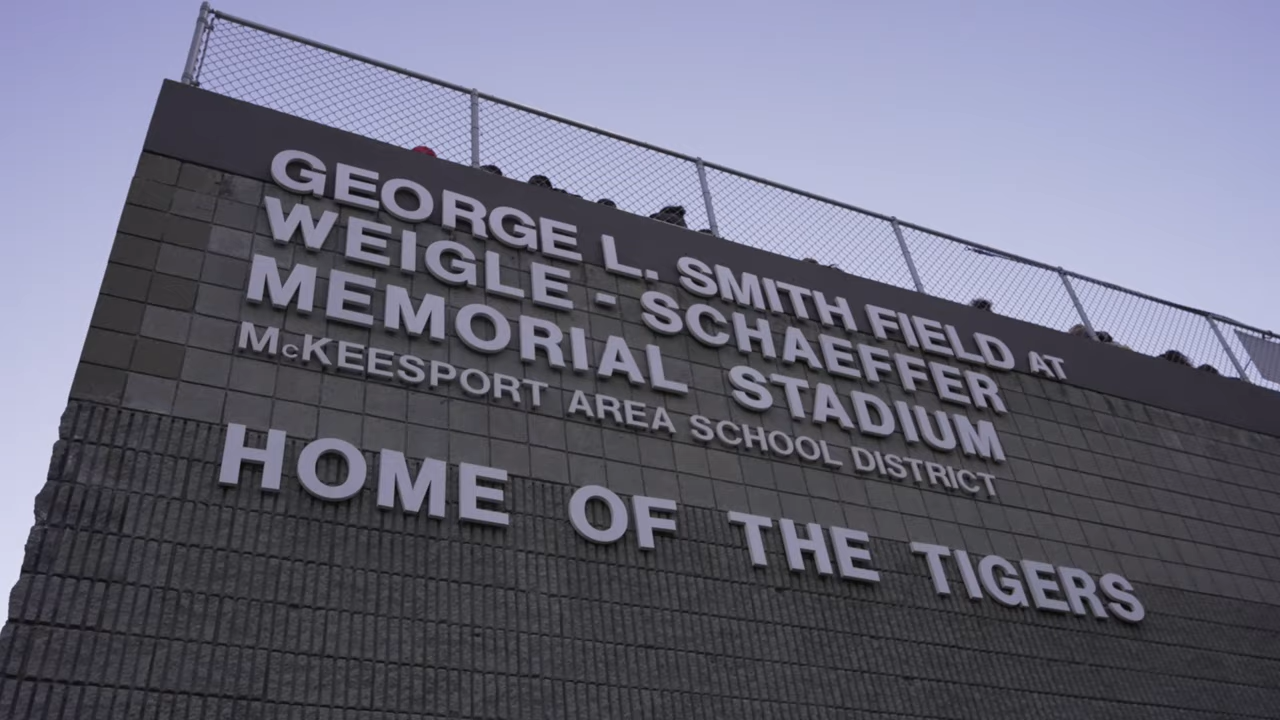 GEORGE L. SMITH FIELD AT
WEIGLE - SCHAEFFER
MEMORIAL STADIUM
McKEESPORT AREA SCHOOL DISTRICT
HOME OF THE TIGERS